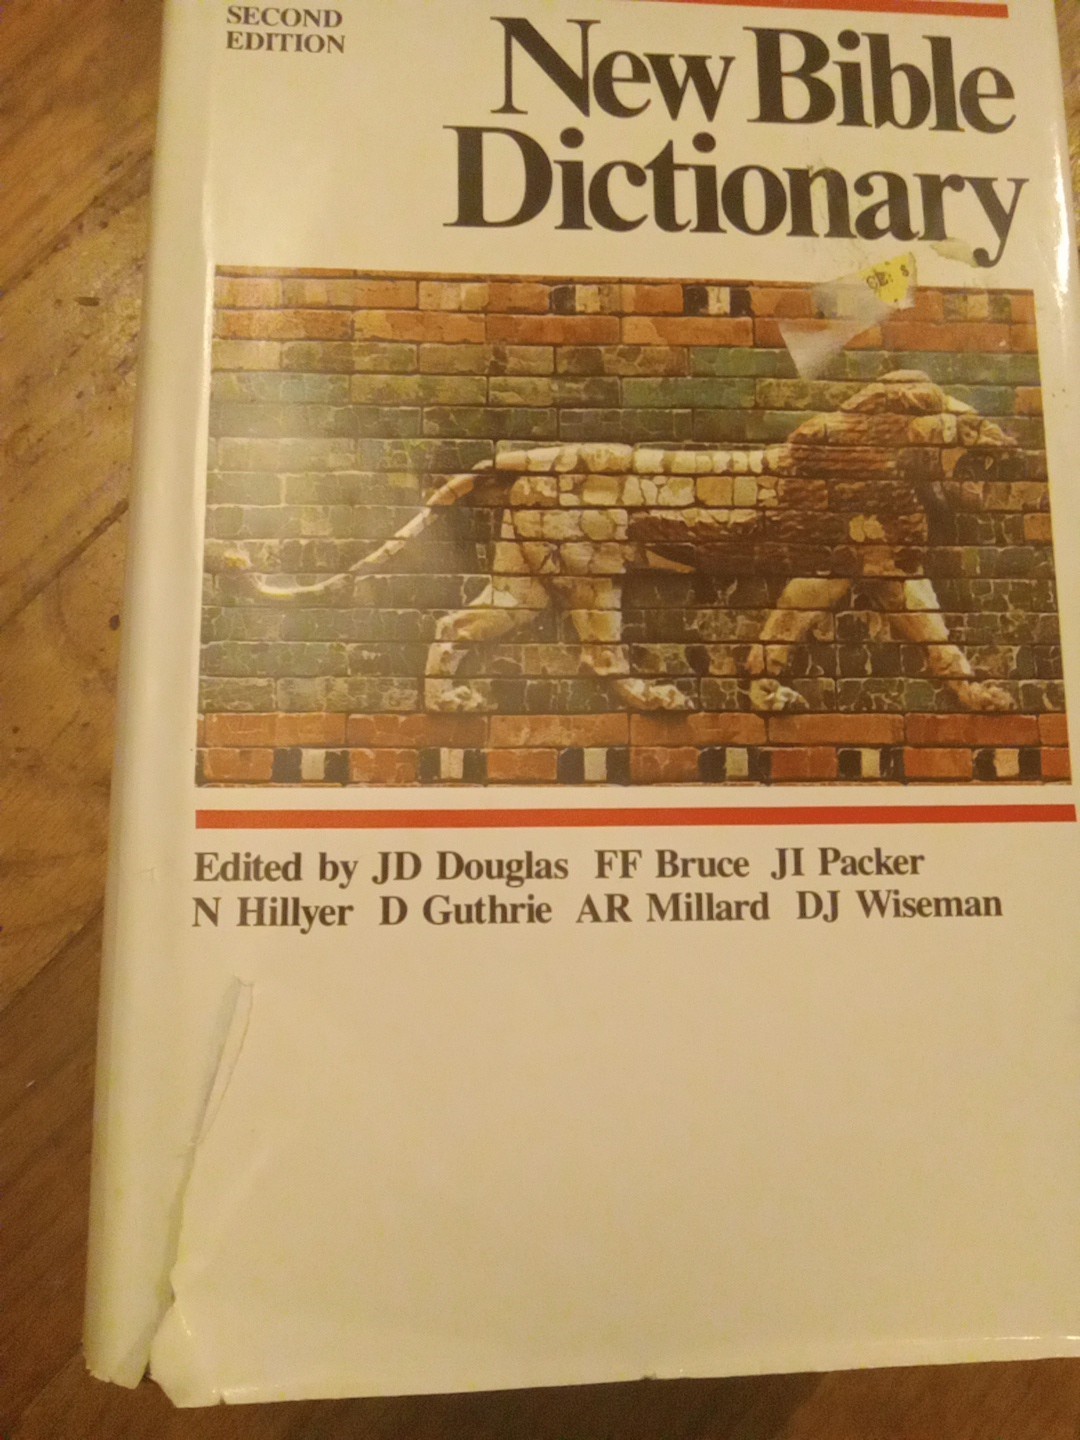 SECOND
EDITION
New Bible
Dictionary
Edited by JD Douglas FF Bruce JI Packer
N Hillyer D Guthrie AR Millard DJ Wiseman